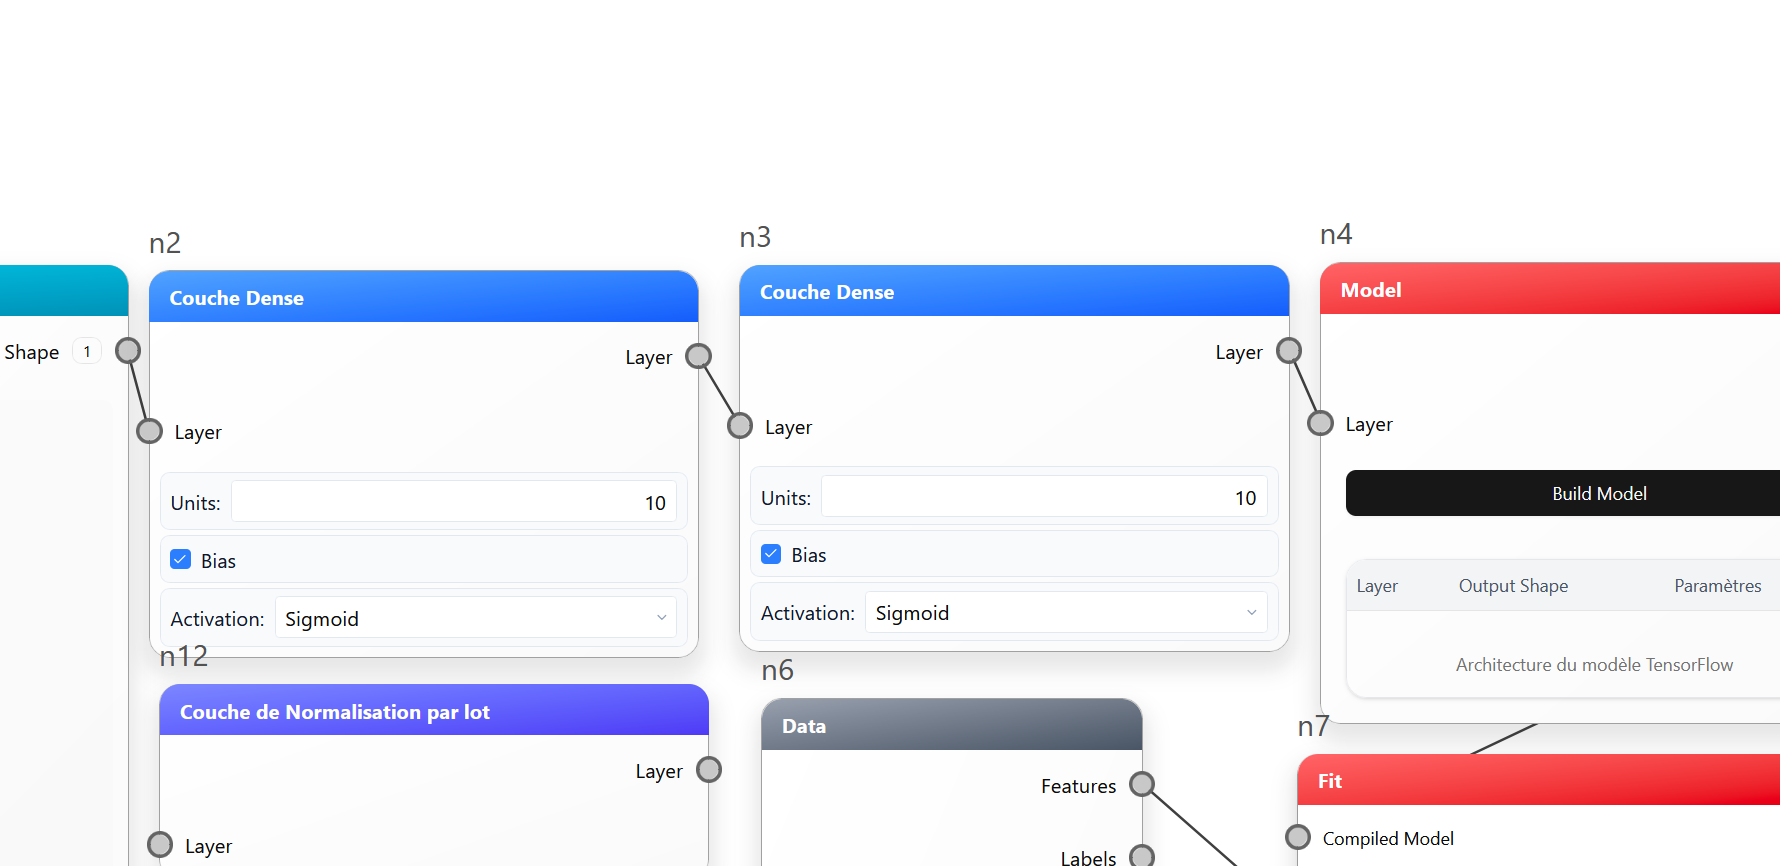 n2
n3
n4
Couche Dense
Couche Dense
Model
Shape 1
Layer
Layer
Layer
Layer
Layer
Build Model
Units: 10
Units: 10
Bias
Bias
Layer Output Shape Paramètres
Activation: Sigmoid
Activation: Sigmoid
Architecture du modèle TensorFlow
n12
n6
n7
Couche de Normalisation par lot
Data
Fit
Layer
Features
Compiled Model
Layer
Labels